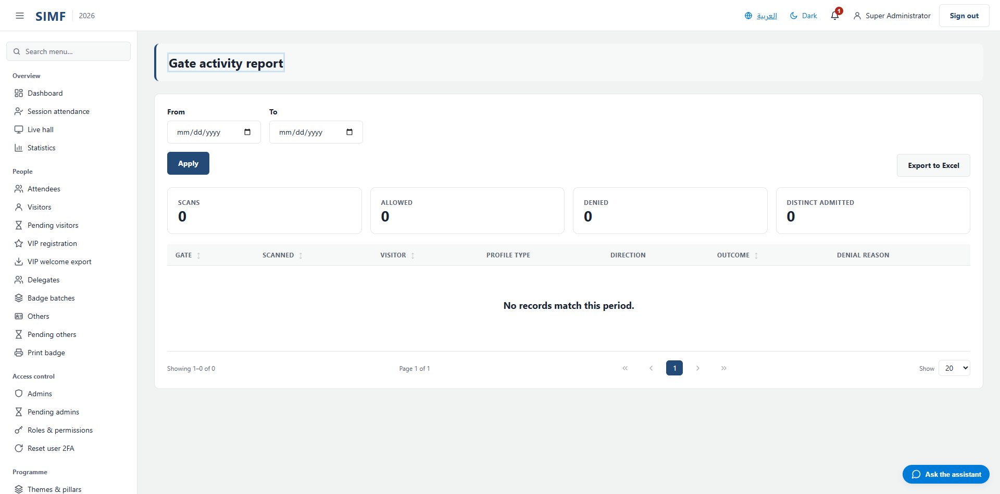 SIMF
2026
العربية
Dark
1
Super Administrator
Sign out
Search menu...
Overview
Dashboard
Session attendance
Live hall
Statistics
People
Attendees
Visitors
Pending visitors
VIP registration
VIP welcome export
Delegates
Badge batches
Others
Pending others
Print badge
Access control
Admins
Pending admins
Roles & permissions
Reset user 2FA
Programme
Themes & pillars
Gate activity report
From To
mm/dd/yyyy mm/dd/yyyy
Apply
Export to Excel
SCANS ALLOWED DENIED DISTINCT ADMITTED
0 0 0 0
GATE SCANNED VISITOR PROFILE TYPE DIRECTION OUTCOME DENIAL REASON
No records match this period.
Showing 1–0 of 0 Page 1 of 1 « ‹ 1 › » Show 20
Ask the assistant